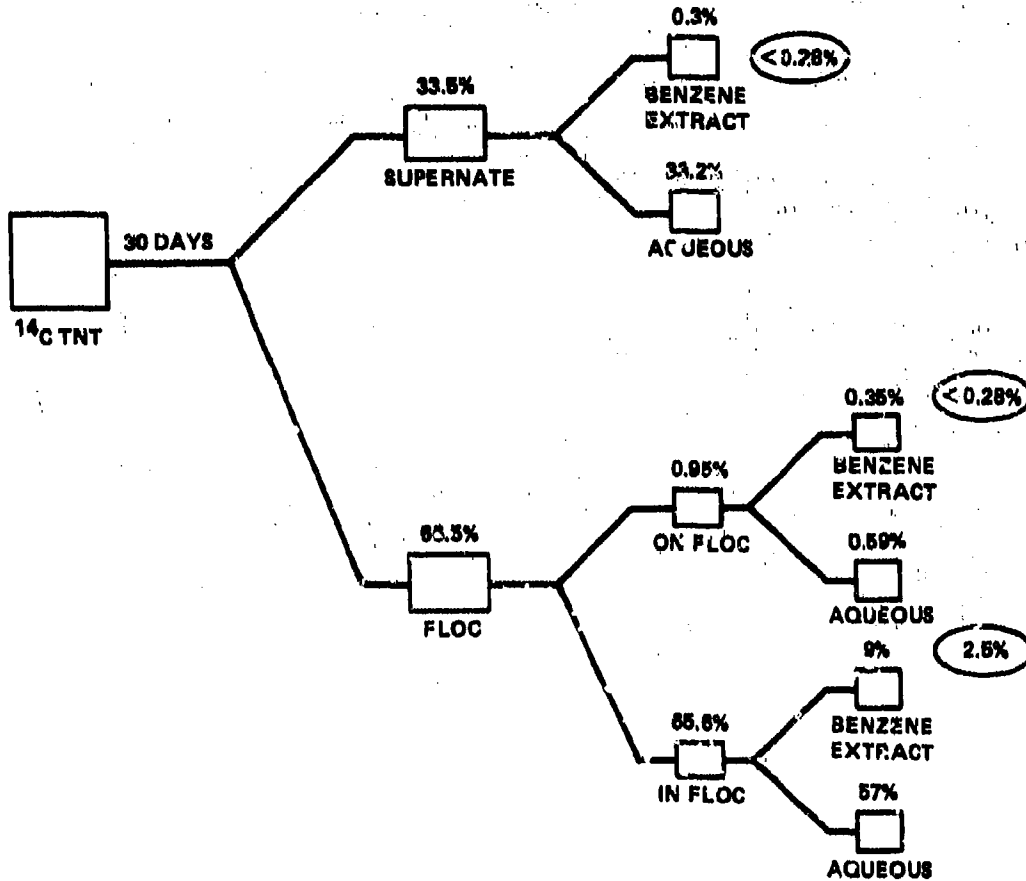 0.3%
< 0.28%
33.5%
BENZENE
EXTRACT
SUPERNATE
33.2%
30 DAYS
AQUEOUS
14C TNT
0.35%
< 0.28%
0.95%
BENZENE
EXTRACT
66.5%
ON FLOC
0.59%
FLOC
AQUEOUS
9%
2.5%
65.6%
BENZENE
EXTRACT
IN FLOC
57%
AQUEOUS